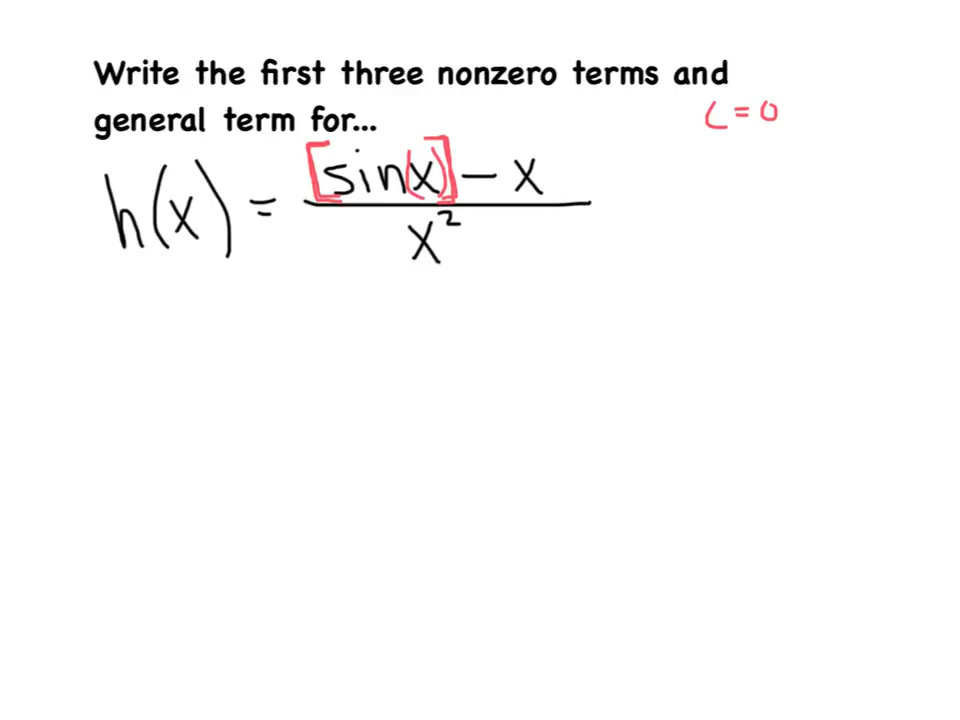 Write the first three nonzero terms and
general term for...
c = 0
h(x) = ([sin(x)] - x) / x²